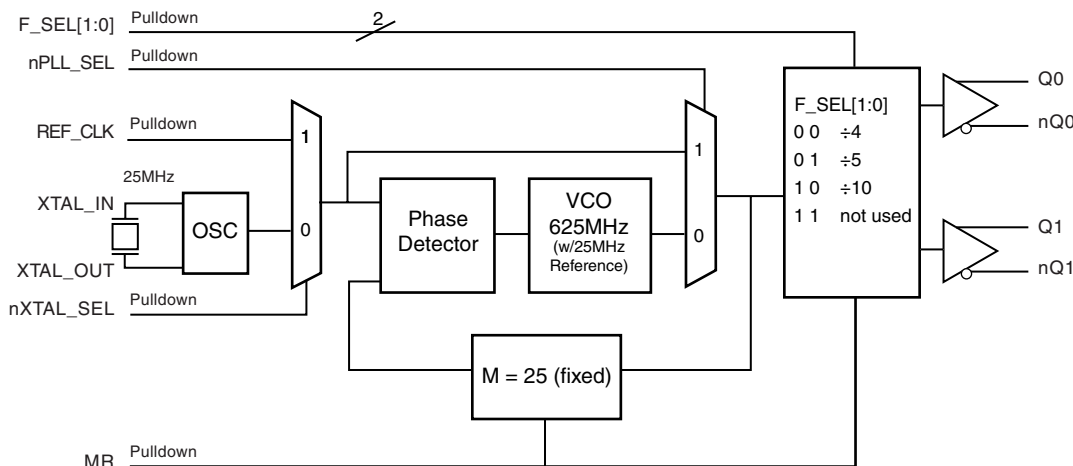 F_SEL[1:0] Pulldown 2
nPLL_SEL Pulldown
REF_CLK Pulldown
1
0
25MHz
XTAL_IN
OSC
XTAL_OUT
nXTAL_SEL Pulldown
Phase
Detector
VCO
625MHz
(w/25MHz
Reference)
1
0
M = 25 (fixed)
F_SEL[1:0]
0 0 ÷4
0 1 ÷5
1 0 ÷10
1 1 not used
Q0
nQ0
Q1
nQ1
MR Pulldown